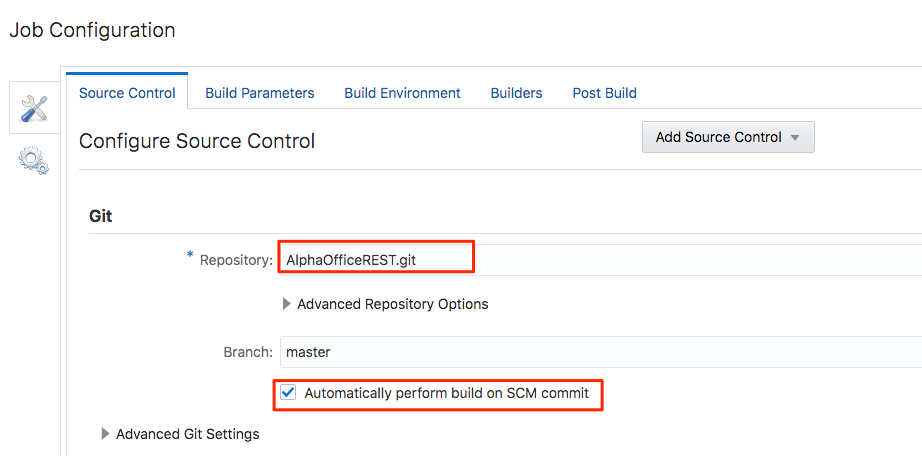 Job Configuration
Source Control Build Parameters Build Environment Builders Post Build
Configure Source Control Add Source Control
Git
* Repository: AlphaOfficeREST.git
Advanced Repository Options
Branch: master
Automatically perform build on SCM commit
Advanced Git Settings